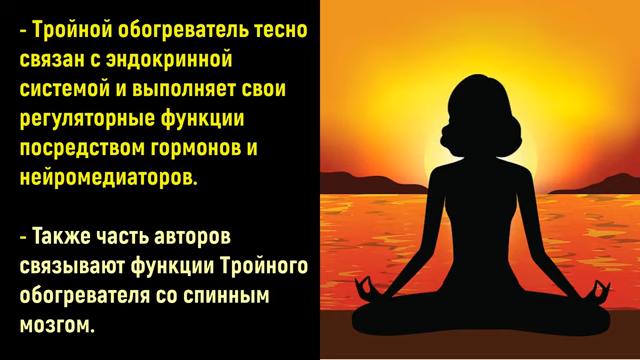 - Тройной обогреватель тесно
связан с эндокринной
системой и выполняет свои
регуляторные функции
посредством гормонов и
нейромедиаторов.
- Также часть авторов
связывают функции Тройного
обогревателя со спинным
мозгом.